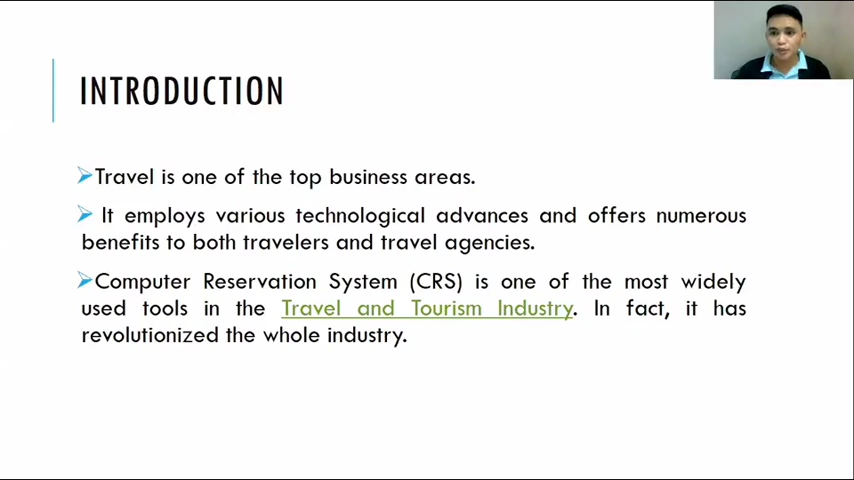 INTRODUCTION
Travel is one of the top business areas.
It employs various technological advances and offers numerous
benefits to both travelers and travel agencies.
Computer Reservation System (CRS) is one of the most widely
used tools in the Travel and Tourism Industry. In fact, it has
revolutionized the whole industry.